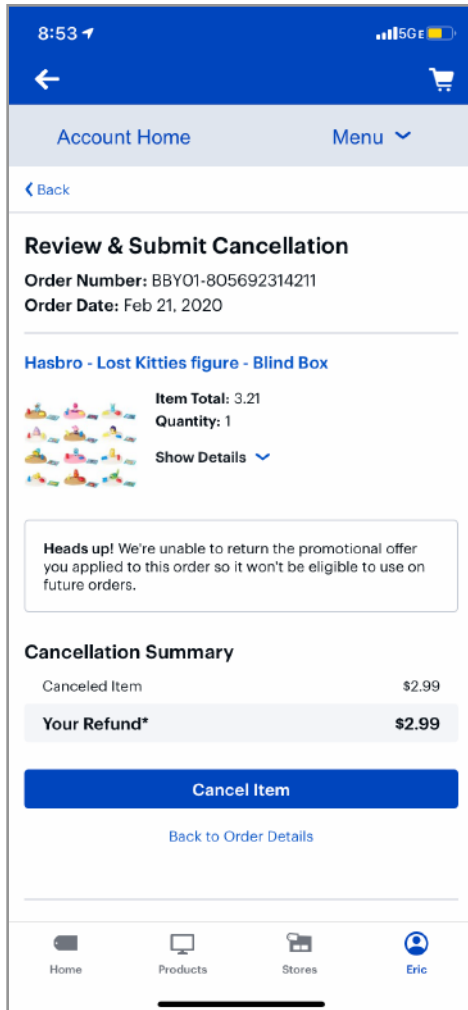 8:53
5G E
Account Home Menu
Back
Review & Submit Cancellation
Order Number: BBY01-805692314211
Order Date: Feb 21, 2020
Hasbro - Lost Kitties figure - Blind Box
Item Total: 3.21
Quantity: 1
Show Details
Heads up! We're unable to return the promotional offer
you applied to this order so it won't be eligible to use on
future orders.
Cancellation Summary
Canceled Item $2.99
Your Refund* $2.99
Cancel Item
Back to Order Details
Home Products Stores Eric